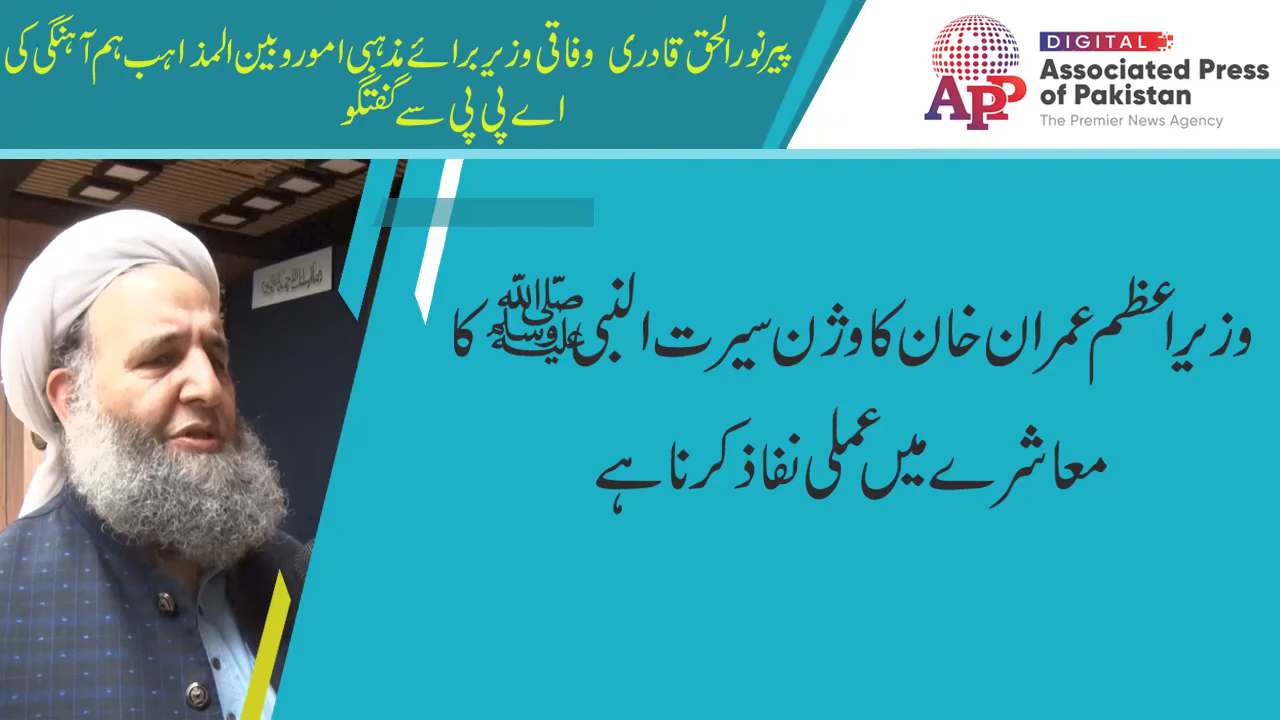 پیر نورالحق قادری وفاقی وزیر برائے مذہبی امور و بین المذاہب ہم آہنگی کی
اے پی پی سے گفتگو
DIGITAL
APP
Associated Press
of Pakistan
The Premier News Agency
وزیراعظم عمران خان کا وژن سیرت النبی ﷺ کا
معاشرے میں عملی نفاذ کرنا ہے